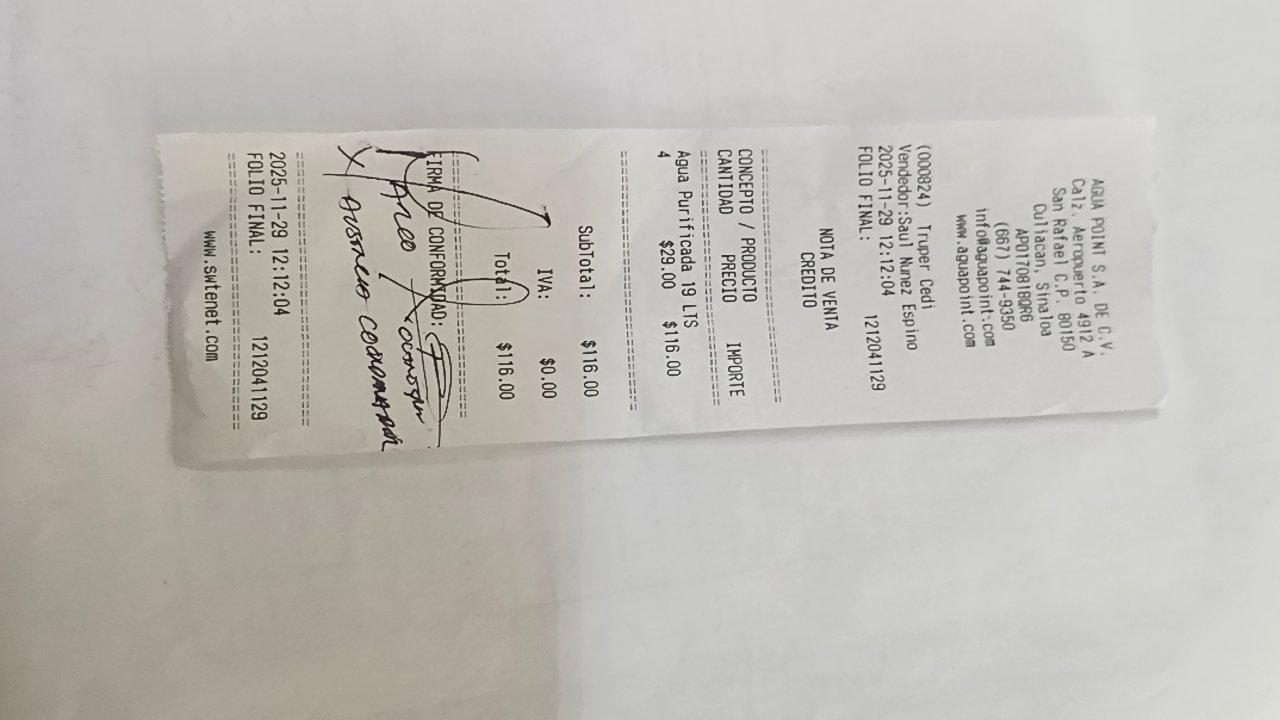 AGUA POINT S.A. DE C.V.
Calz. Aeropuerto 4912 A
San Rafael C.P. 80150
Culiacan, Sinaloa
APO170818QR6
(667) 744-9350
info@aguapoint.com
www.aguapoint.com
(000824) Truper Cedi
Vendedor:Saul Nunez Espino
2025-11-29 12:12:04
FOLIO FINAL: 1212041129
NOTA DE VENTA
CREDITO
===========================
CONCEPTO / PRODUCTO
CANTIDAD PRECIO IMPORTE
===========================
Agua Purificada 19 LTS
4 $29.00 $116.00
===========================
SubTotal: $116.00
IVA: $0.00
Total: $116.00
===========================
FIRMA DE CONFORMIDAD:
X
===========================
2025-11-29 12:12:04
FOLIO FINAL: 1212041129
===========================
www.swtenet.com